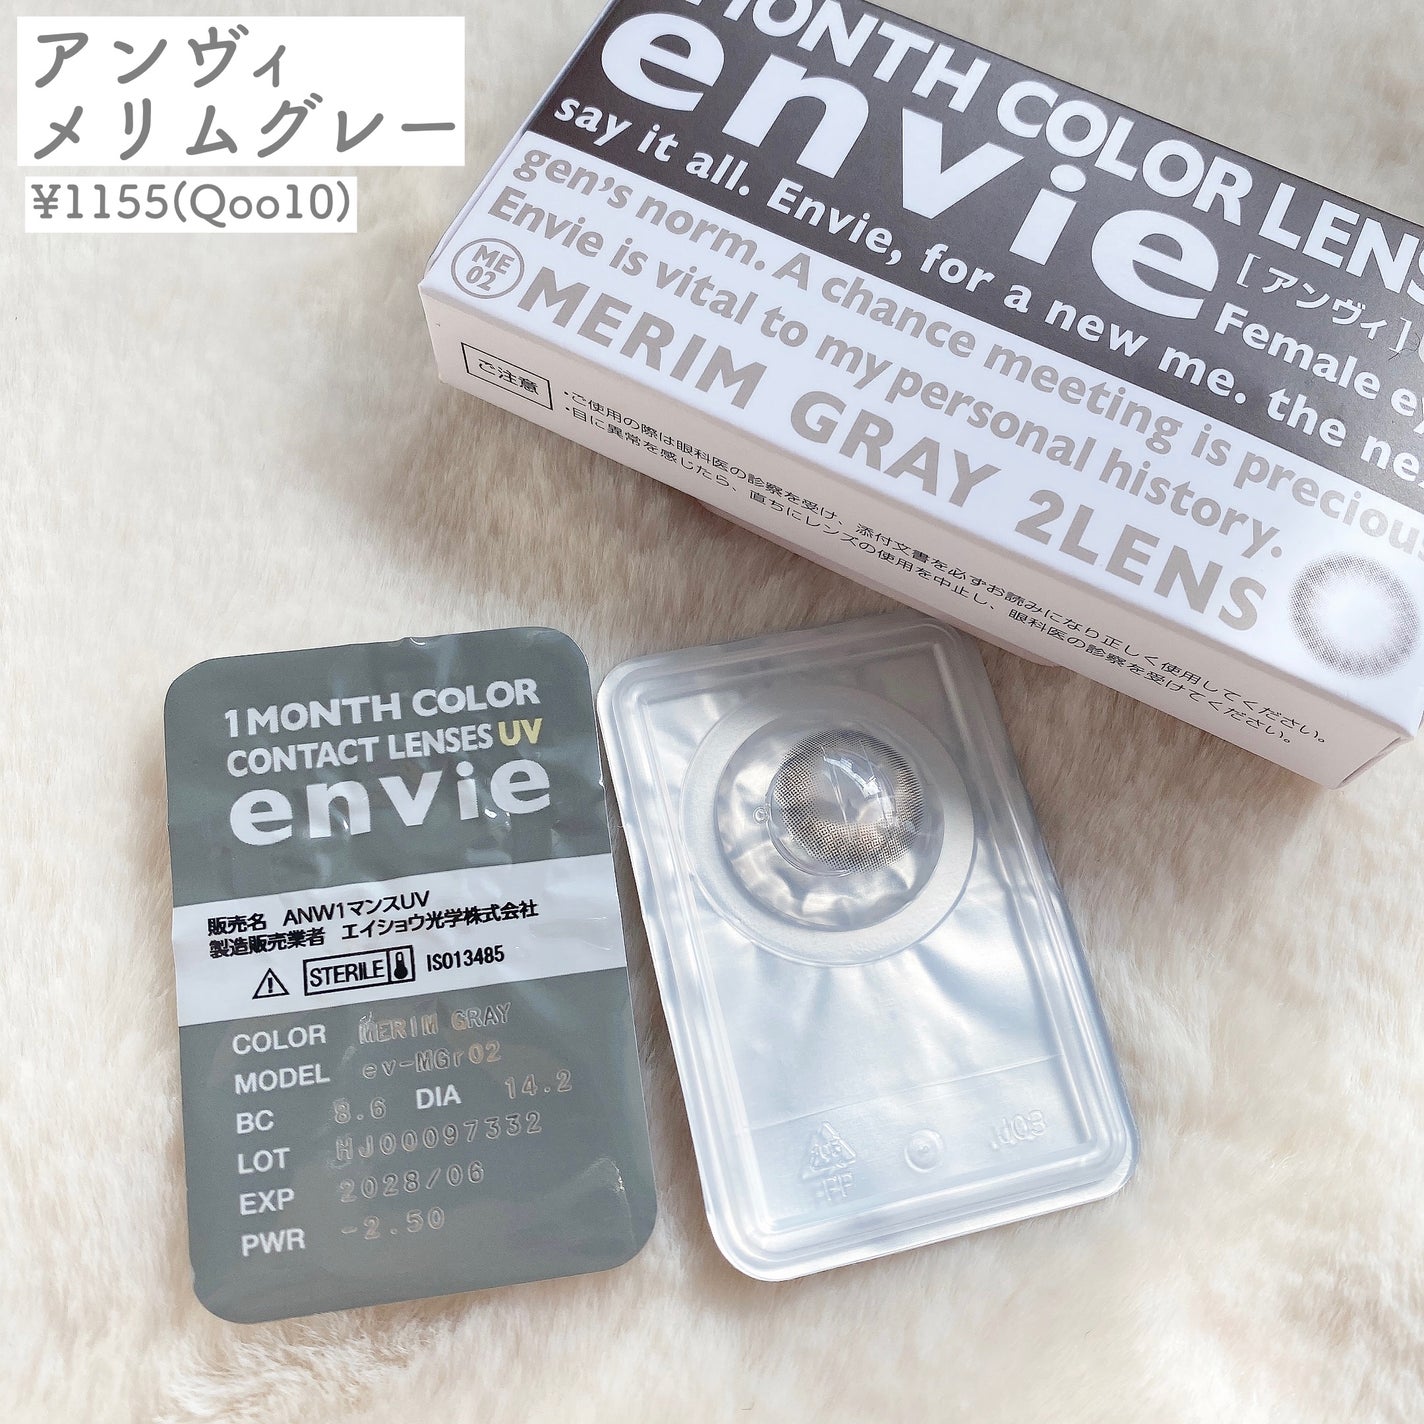 アンヴィ
メリムグレー
¥1155(Qoo10)
MONTH COLOR LENS
envie
[アンヴィ]
say it all. Envie, for a new me. the ne
Female e
gen's norm. A chance meeting is precious
Envie is vital to my personal history.
ME
02
MERIM GRAY 2LENS
ご注意
・ご使用の際は眼科医の診察を受け、添付文書を必ずお読みになり正しく使用してください。
・目に異常を感じたら、直ちにレンズの使用を中止し、眼科医の診察を受けてください。
1 MONTH COLOR
CONTACT LENSES UV
envie
販売名 ANW1マンスUV
製造販売業者 エイショウ光学株式会社
STERILE ISO13485
COLOR MERIM GRAY
MODEL ev-MGr02
BC 8.6 DIA 14.2
LOT HJ00097332
EXP 2028/06
PWR -2.50